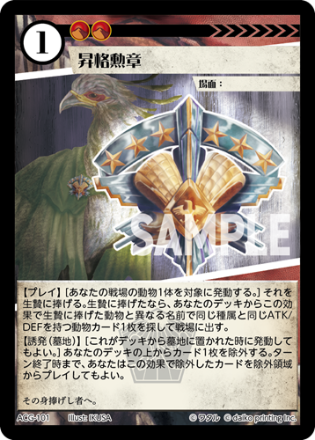 1
昇格勲章
場面：
SAMPLE
【プレイ】[あなたの戦場の動物1体を対象に発動する。]それを
生贄に捧げる。生贄に捧げたなら、あなたのデッキからこの効
果で生贄に捧げた動物と異なる名前で同じ種属と同じATK/
DEFを持つ動物カード1枚を探して戦場に出す。
【誘発(墓地)】[これがデッキから墓地に置かれた時に発動
してもよい。]あなたのデッキの上からカード1枚を除外する。ターン
終了時まで、あなたはこの効果で除外したカードを除外領域
からプレイしてもよい。
その身捧げし者へ。
ACG-101 Illust: IKUSA © ワタル © daiko printing inc.